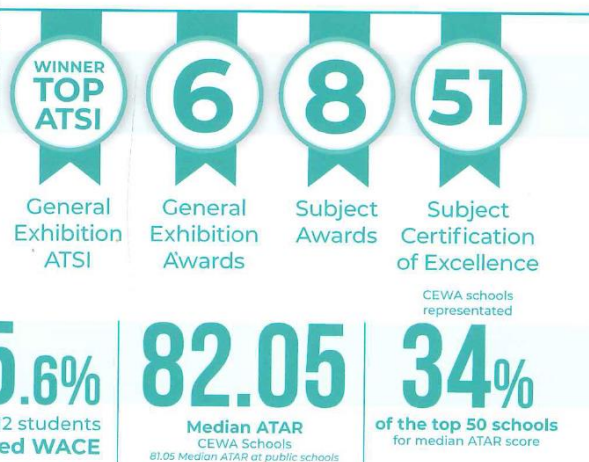 WINNER
TOP
ATSI
General
Exhibition
ATSI
6
General
Exhibition
Awards
8
Subject
Awards
51
Subject
Certification
of Excellence
.6%
12 students
ed WACE
82.05
Median ATAR
CEWA Schools
81.05 Median ATAR at public schools
CEWA schools
representated
34%
of the top 50 schools
for median ATAR score